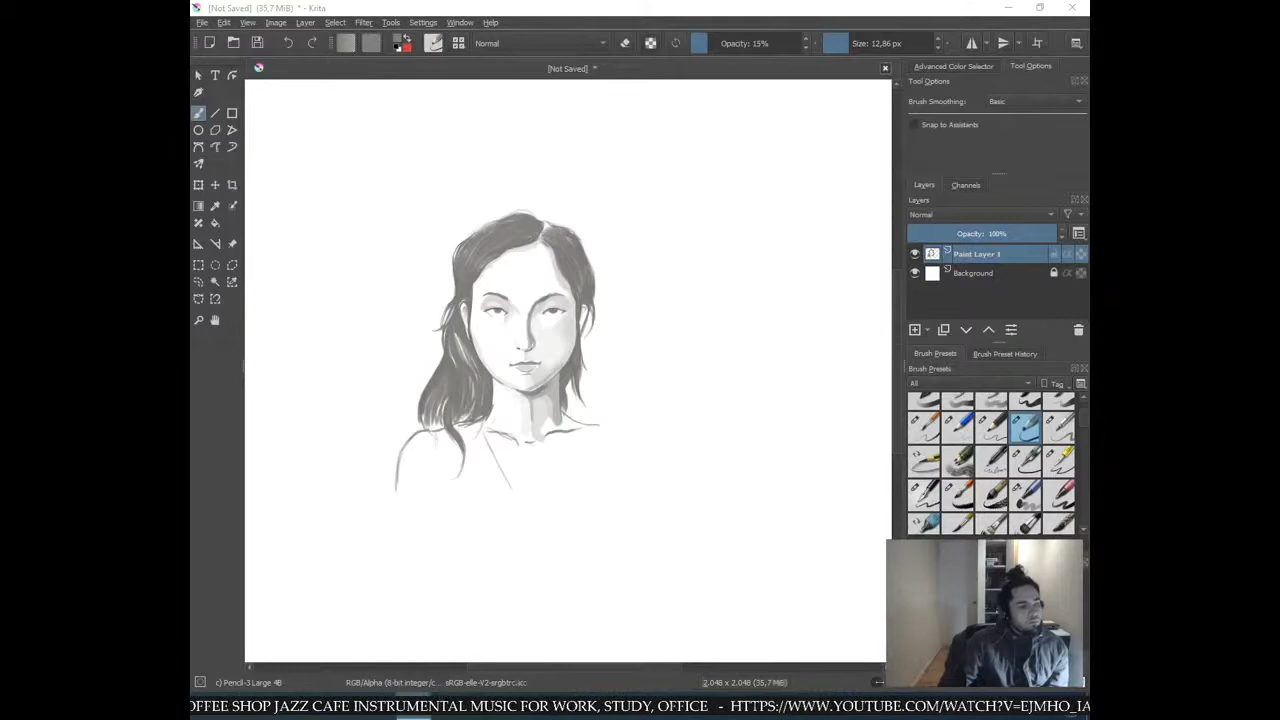 [Not Saved] (35,7 MiB) * - Krita
File Edit View Image Layer Select Filter Tools Settings Window Help
Normal
Opacity: 15%
Size: 12,86 px
[Not Saved]
Advanced Color Selector
Tool Options
Tool Options
Brush Smoothing:
Basic
Snap to Assistants
Layers
Channels
Layers
Normal
Opacity: 100%
Paint Layer 1
Background
Brush Presets
Brush Preset History
Brush Presets
All
Tag
c) Pencil-3 Large 4B
RGB/Alpha (8-bit integer/c... sRGB-elle-V2-srgbtrc.icc
2.048 x 2.048 (35,7 MiB)
OFFEE SHOP JAZZ CAFE INSTRUMENTAL MUSIC FOR WORK, STUDY, OFFICE - HTTPS://WWW.YOUTUBE.COM/WATCH?V=EJMHO_IA